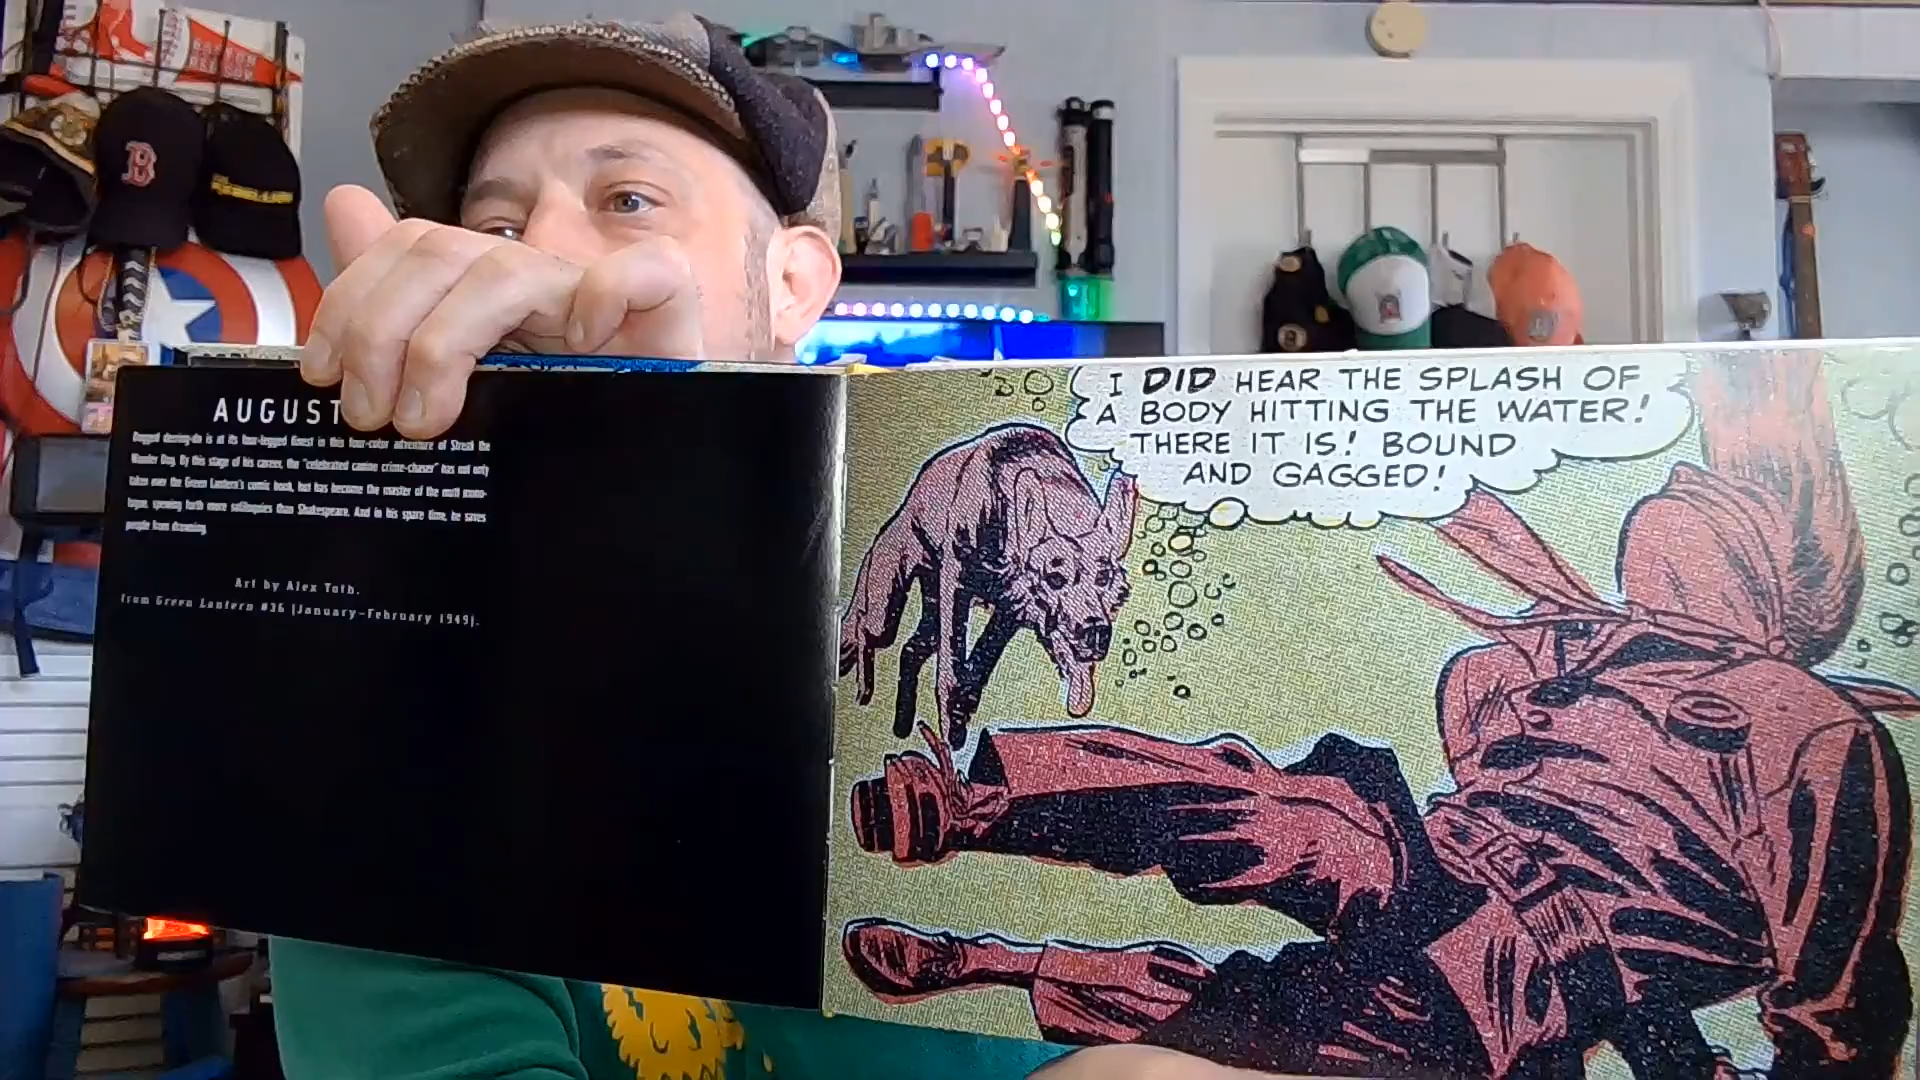 AUGUST
Dogged derring-do is at its four-legged finest in this four-color adventure of Streak the
Wonder Dog. By this stage of his career, the "celebrated canine crime-chaser" has not only
taken over the Green Lantern's comic book, but has become the master of the mutt mono-
logue, spewing forth more soliloquies than Shakespeare. And in his spare time, he saves
people from drowning.
Art by Alex Toth.
from Green Lantern #36 (January–February 1949).
I DID HEAR THE SPLASH OF
A BODY HITTING THE WATER!
THERE IT IS! BOUND
AND GAGGED!
B